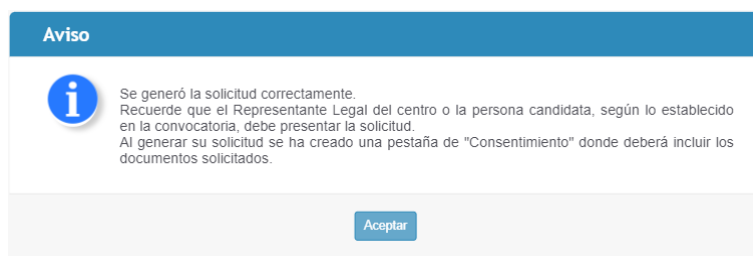 Aviso
Se generó la solicitud correctamente.
Recuerde que el Representante Legal del centro o la persona candidata, según lo establecido
en la convocatoria, debe presentar la solicitud.
Al generar su solicitud se ha creado una pestaña de "Consentimiento" donde deberá incluir los
documentos solicitados.
Aceptar